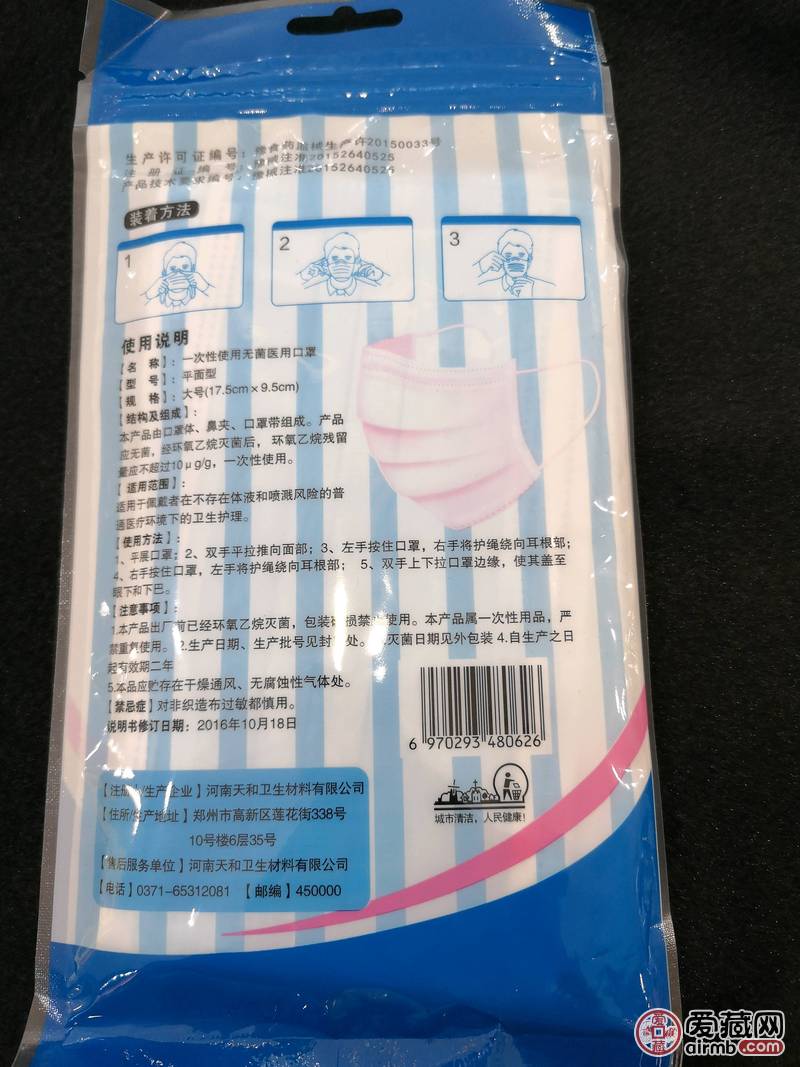 生产许可证编号：豫食药监械生产许20150033号
注 册 证 编 号：豫械注准20152640525
产品技术要求编号：豫械注准20152640525
装着方法
1
2
3
使用说明
【名 称】：一次性使用无菌医用口罩
【型 号】：平面型
【规 格】：大号(17.5cm×9.5cm)
【结构及组成】：
本产品由口罩体、鼻夹、口罩带组成。产品
应无菌，经环氧乙烷灭菌后，环氧乙烷残留
量应不超过10μg/g，一次性使用。
【适用范围】：
适用于佩戴者在不存在体液和喷溅风险的普
通医疗环境下的卫生护理。
【使用方法】：
1、平展口罩；2、双手平拉推向面部；3、左手按住口罩，右手将护绳绕向耳根部；
4、右手按住口罩，左手将护绳绕向耳根部； 5、双手上下拉口罩边缘，使其盖至
眼下和下巴。
【注意事项】：
1.本产品出厂前已经环氧乙烷灭菌，包装破损禁止使用。本产品属一次性用品，严
禁重复使用。2.生产日期、生产批号见封口处。灭菌日期见外包装 4.自生产之日
起有效期二年
5.本品应贮存在干燥通风、无腐蚀性气体处。
【禁忌症】对非织造布过敏都慎用。
说明书修订日期：2016年10月18日
6 970293 480626
城市清洁，人民健康！
【注册/生产企业】河南天和卫生材料有限公司
【住所/生产地址】郑州市高新区莲花街338号
10号楼6层35号
【售后服务单位】河南天和卫生材料有限公司
【电话】0371-65312081 【邮编】450000
爱藏网
airmb.com